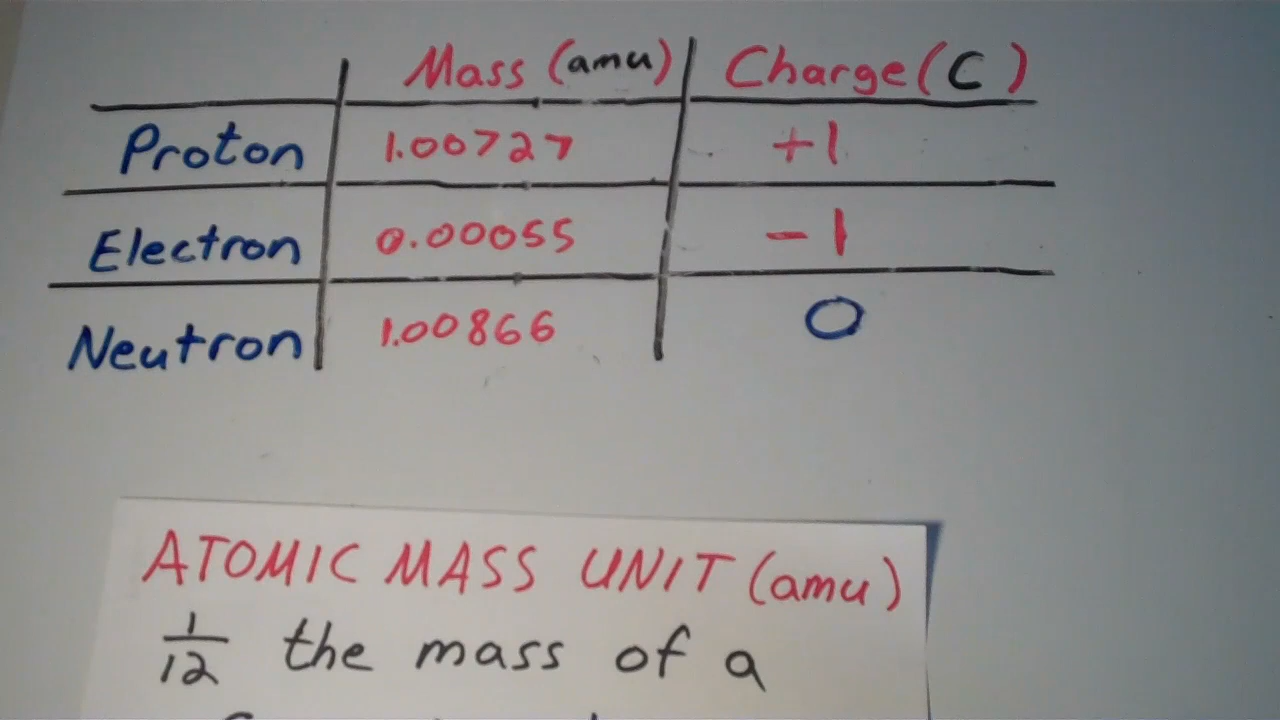 Mass (amu) Charge (C)
Proton 1.00727 +1
Electron 0.00055 -1
Neutron 1.00866 0
ATOMIC MASS UNIT (amu)
1/12 the mass of a